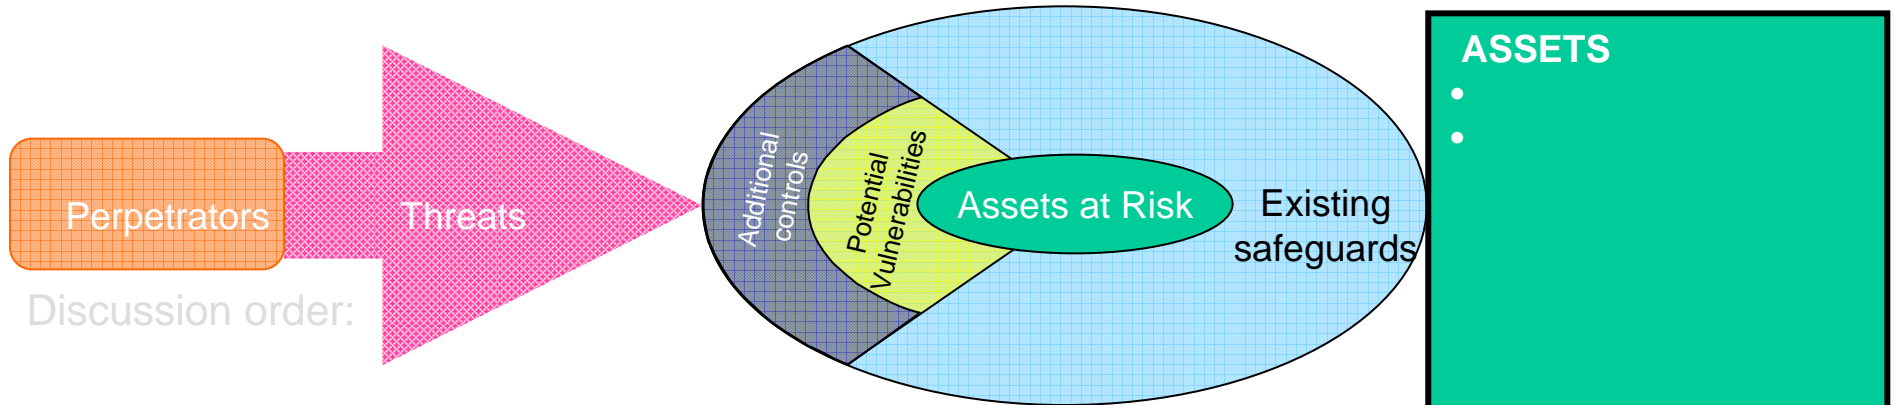 Perpetrators
Threats
Discussion order:
Additional
controls
Potential
Vulnerabilities
Assets at Risk
Existing
safeguards
ASSETS
•
•